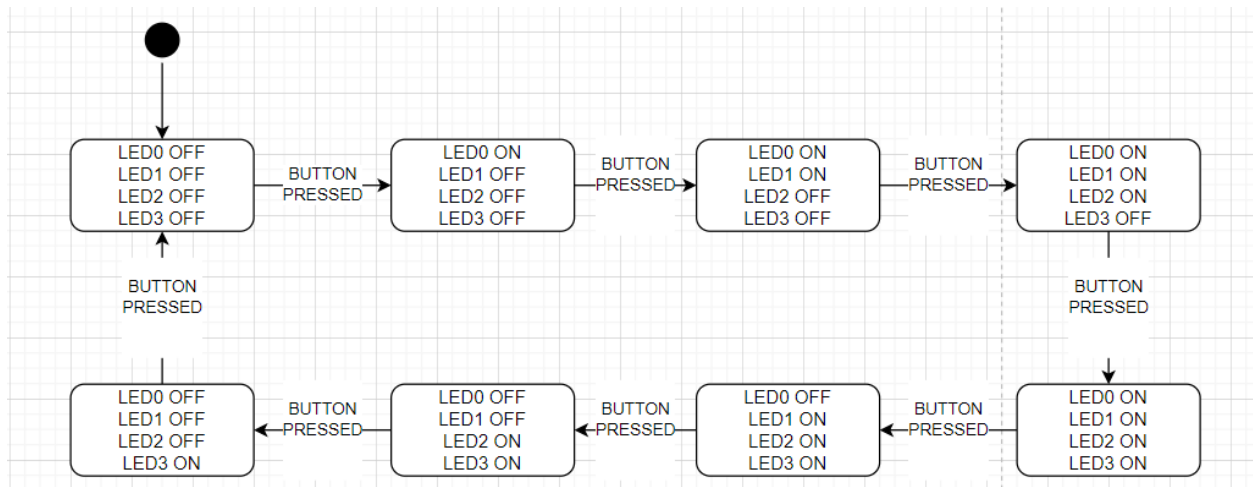 LED0 OFF
LED1 OFF
LED2 OFF
LED3 OFF
BUTTON
PRESSED
LED0 ON
LED1 OFF
LED2 OFF
LED3 OFF
BUTTON
PRESSED
LED0 ON
LED1 ON
LED2 OFF
LED3 OFF
BUTTON
PRESSED
LED0 ON
LED1 ON
LED2 ON
LED3 OFF
BUTTON
PRESSED
BUTTON
PRESSED
LED0 OFF
LED1 OFF
LED2 OFF
LED3 ON
BUTTON
PRESSED
LED0 OFF
LED1 OFF
LED2 ON
LED3 ON
BUTTON
PRESSED
LED0 OFF
LED1 ON
LED2 ON
LED3 ON
BUTTON
PRESSED
LED0 ON
LED1 ON
LED2 ON
LED3 ON